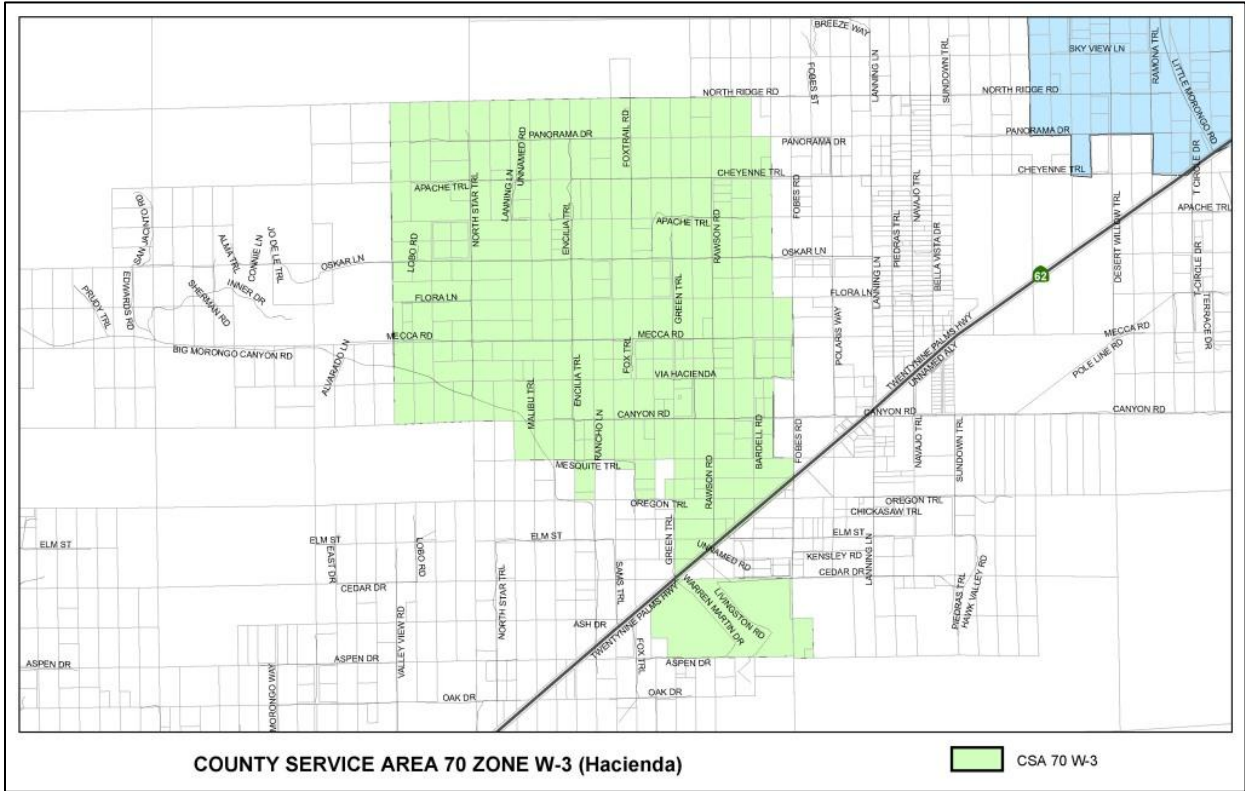 BREEZE WAY
SKY VIEW LN
RAMONA TRL
LITTLE MORONGO RD
FOBES ST
LANNING LN
SUNDOWN TRL
NORTH RIDGE RD
NORTH RIDGE RD
PANORAMA DR
UNNAMED RD
FOXTRAIL RD
PANORAMA DR
PANORAMA DR
CHEYENNE TRL
CHEYENNE TRL
T CIRCLE DR
APACHE TRL
LANNING LN
NORTH STAR TRL
ENCILIA TRL
APACHE TRL
RAWSON RD
FOBES RD
NAVAJO TRL
PIEDRAS TRL
BELLA VISTA DR
DESERT WILLOW TRL
APACHE TRL
SAN JACINTO RD
ALMA TRL
CONNIE LN
JO DE LE TRL
OSKAR LN
LOBO RD
OSKAR LN
T-CIRCLE DR
62
PRUDY TRL
EDWARDS RD
SHERMAN RD
INNER DR
FLORA LN
GREEN TRL
FLORA LN
LANNING LN
TERRACE DR
BIG MORONGO CANYON RD
ALVARADO LN
MECCA RD
MECCA RD
POLARIS WAY
MECCA RD
POLE LINE RD
TWENTYNINE PALMS HWY
UNNAMED ALY
FOX TRL
ENCILIA TRL
VIA HACIENDA
MALIBU TRL
RANCHO LN
CANYON RD
BARDELL RD
FOBES RD
CANYON RD
CANYON RD
NAVAJO TRL
SUNDOWN TRL
MESQUITE TRL
RAWSON RD
OREGON TRL
OREGON TRL
CHICKASAW TRL
ELM ST
ELM ST
EAST DR
LOBO RD
ELM ST
GREEN TRL
UNNAMED RD
ELM ST
KENSLEY RD
LANNING LN
CEDAR DR
CEDAR DR
NORTH STAR TRL
SAMS TRL
WARREN MARTIN DR
LIVINGSTON RD
PIEDRAS TRL
HAWK VALLEY RD
VALLEY VIEW RD
ASH DR
TWENTYNINE PALMS HWY
FOX TRL
ASPEN DR
ASPEN DR
ASPEN DR
MORONGO WAY
OAK DR
OAK DR
COUNTY SERVICE AREA 70 ZONE W-3 (Hacienda)
CSA 70 W-3